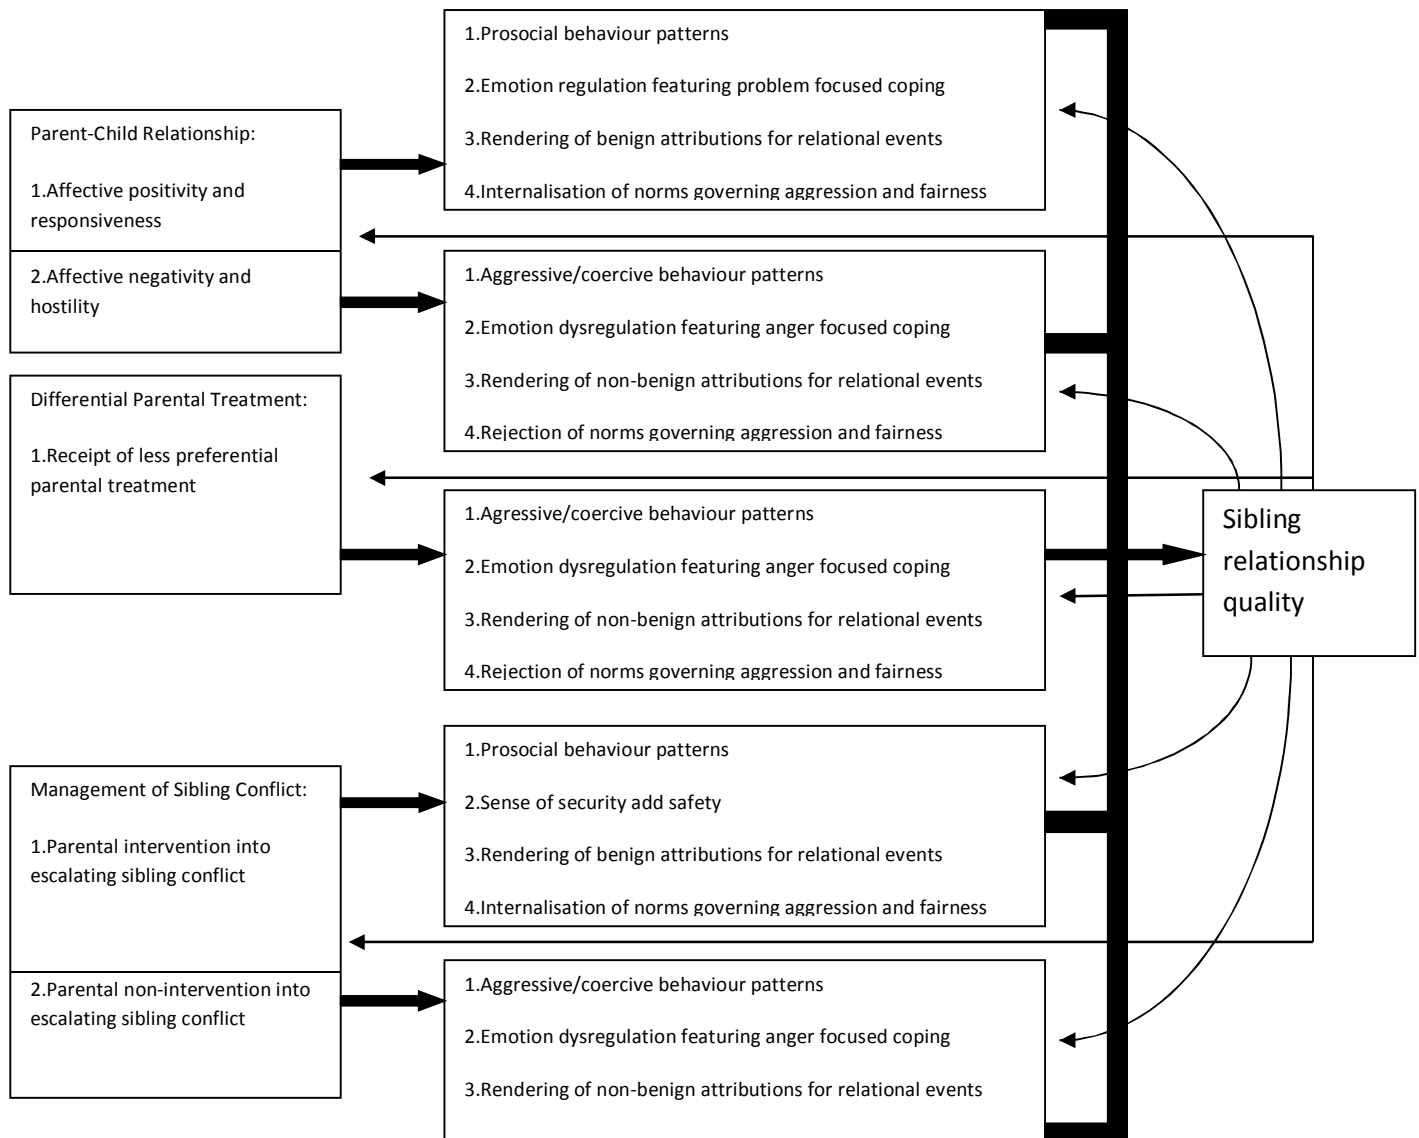 1.Prosocial behaviour patterns
2.Emotion regulation featuring problem focused coping
3.Rendering of benign attributions for relational events
4.Internalisation of norms governing aggression and fairness
Parent-Child Relationship:
1.Affective positivity and
responsiveness
2.Affective negativity and
hostility
1.Aggressive/coercive behaviour patterns
2.Emotion dysregulation featuring anger focused coping
3.Rendering of non-benign attributions for relational events
4.Rejection of norms governing aggression and fairness
Differential Parental Treatment:
1.Receipt of less preferential
parental treatment
1.Agressive/coercive behaviour patterns
2.Emotion dysregulation featuring anger focused coping
3.Rendering of non-benign attributions for relational events
4.Rejection of norms governing aggression and fairness
Sibling
relationship
quality
1.Prosocial behaviour patterns
2.Sense of security add safety
3.Rendering of benign attributions for relational events
4.Internalisation of norms governing aggression and fairness
Management of Sibling Conflict:
1.Parental intervention into
escalating sibling conflict
2.Parental non-intervention into
escalating sibling conflict
1.Aggressive/coercive behaviour patterns
2.Emotion dysregulation featuring anger focused coping
3.Rendering of non-benign attributions for relational events